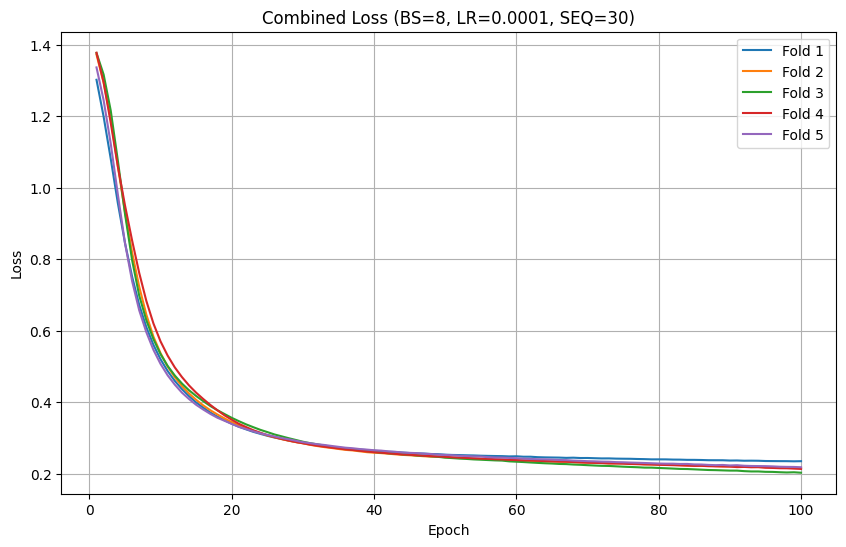 Combined Loss (BS=8, LR=0.0001, SEQ=30)
Fold 1
Fold 2
Fold 3
Fold 4
Fold 5
Loss
1.4
1.2
1.0
0.8
0.6
0.4
0.2
0 20 40 60 80 100
Epoch